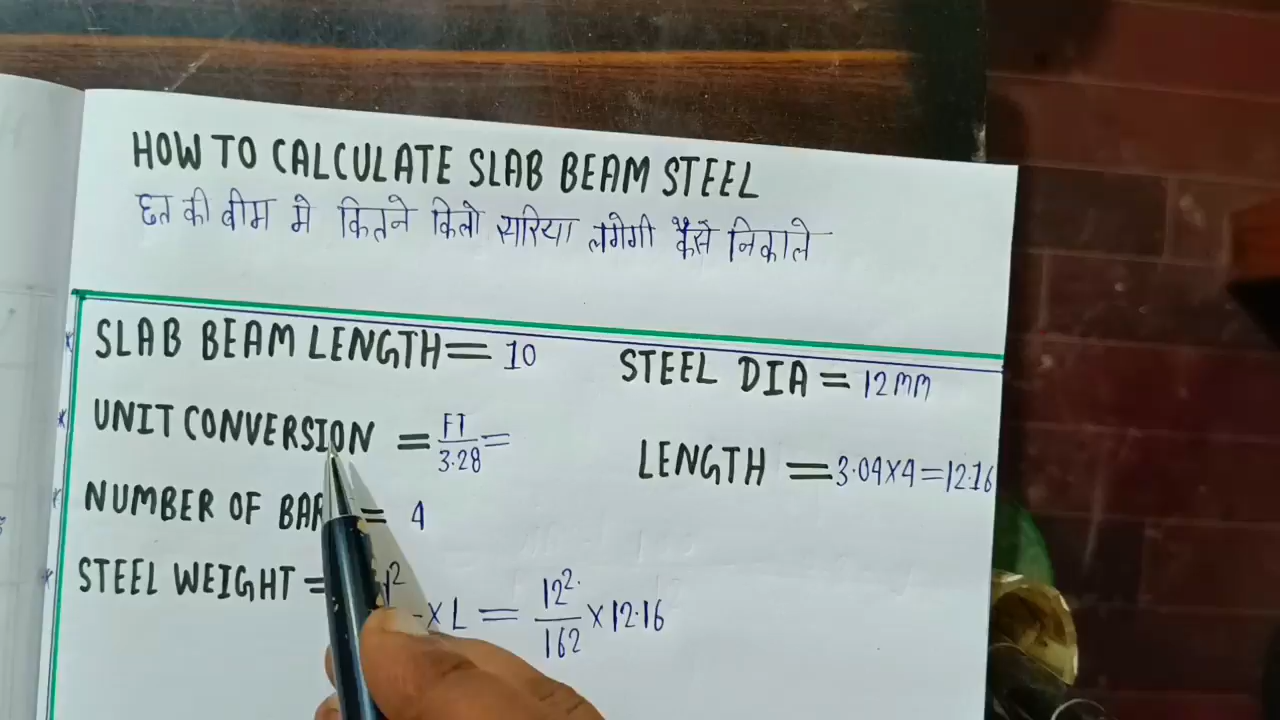 HOW TO CALCULATE SLAB BEAM STEEL
छत की बीम मे कितने किलो सरिया लगेगी कैसे निकाले
SLAB BEAM LENGTH = 10
STEEL DIA = 12MM
UNIT CONVERSION = FT/3.28 =
LENGTH = 3.04×4=12.16
NUMBER OF BAR = 4
STEEL WEIGHT = × L = 12²/162 × 12.16